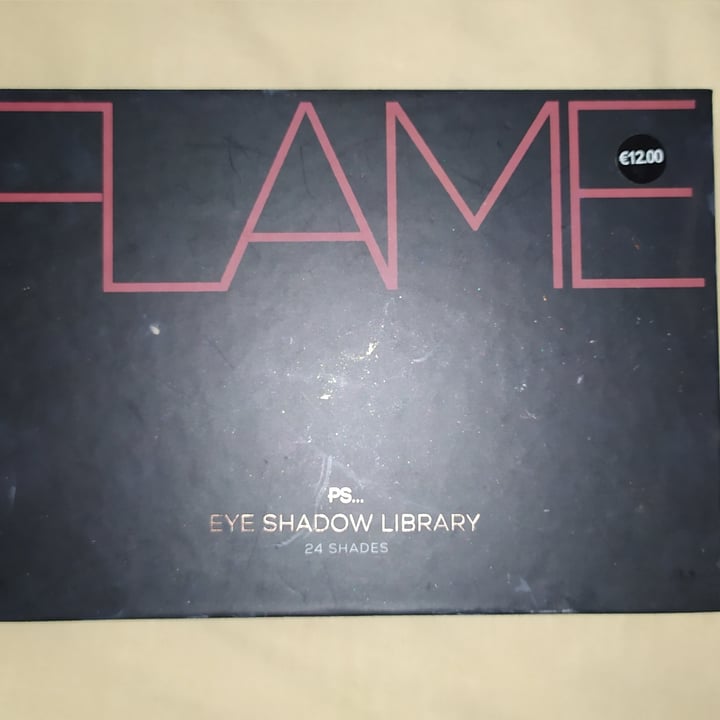 FLAME
€12.00
PS...
EYE SHADOW LIBRARY
24 SHADES